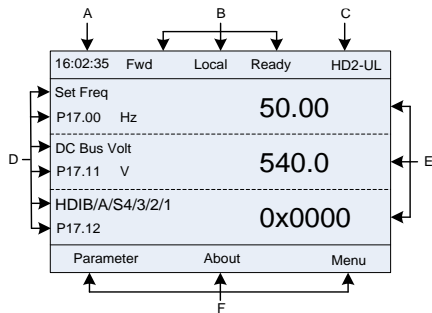 A B C
16:02:35 Fwd Local Ready HD2-UL
Set Freq
P17.00 Hz 50.00
DC Bus Volt
P17.11 V 540.0
HDIB/A/S4/3/2/1
P17.12 0x0000
D E
Parameter About Menu
F